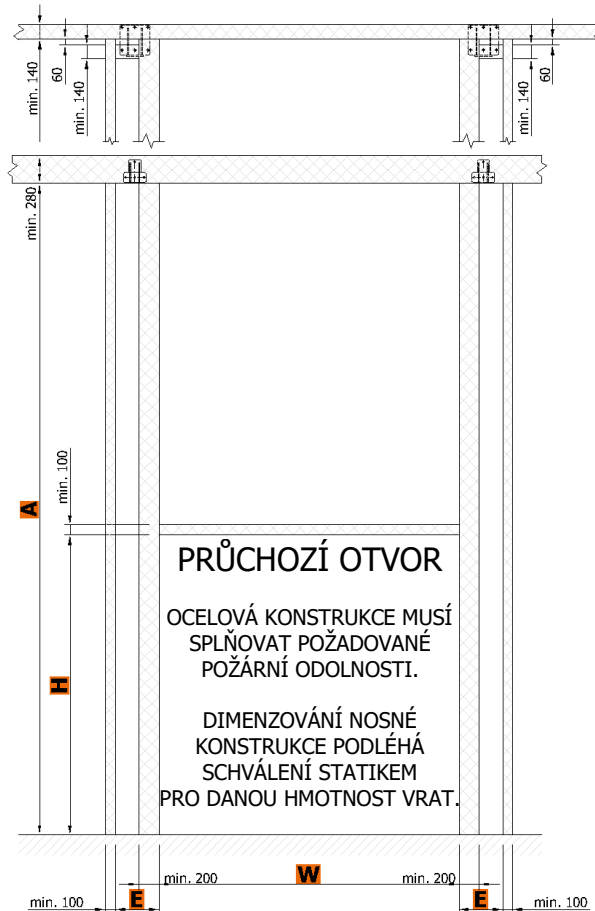 min. 140
60
min. 140
min. 140
60
min. 280
min. 100
A
PRŮCHOZÍ OTVOR
OCELOVÁ KONSTRUKCE MUSÍ
SPLŇOVAT POŽADOVANÉ
POŽÁRNÍ ODOLNOSTI.
H
DIMENZOVÁNÍ NOSNÉ
KONSTRUKCE PODLÉHÁ
SCHVÁLENÍ STATIKEM
PRO DANOU HMOTNOST VRAT.
min. 200 W min. 200
min. 100 E E min. 100